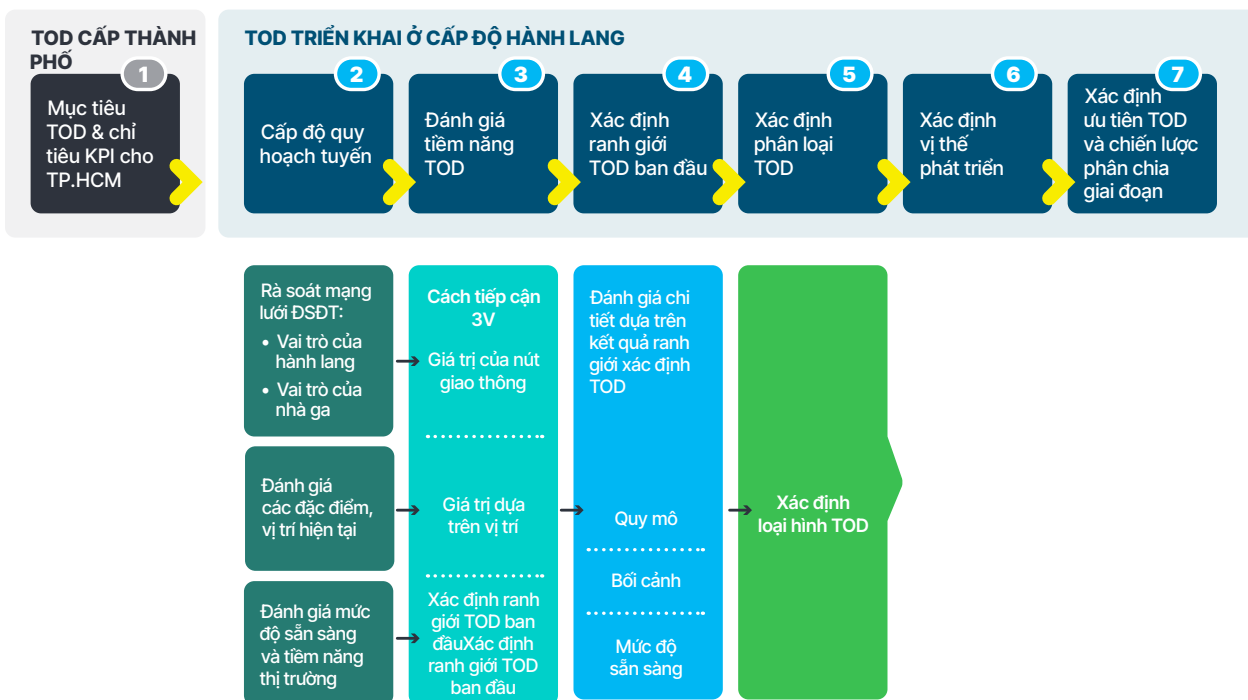 TOD CẤP THÀNH
PHỐ
1
Mục tiêu
TOD & chỉ
tiêu KPI cho
TP.HCM
TOD TRIỂN KHAI Ở CẤP ĐỘ HÀNH LANG
2
Cấp độ quy
hoạch tuyến
3
Đánh giá
tiềm năng
TOD
4
Xác định
ranh giới
TOD ban đầu
5
Xác định
phân loại
TOD
6
Xác định
vị thế
phát triển
7
Xác định
ưu tiên TOD
và chiến lược
phân chia
giai đoạn
Rà soát mạng
lưới ĐSĐT:
• Vai trò của
hành lang
• Vai trò của
nhà ga
Đánh giá
các đặc điểm,
vị trí hiện tại
Đánh giá mức
độ sẵn sàng
và tiềm năng
thị trường
Cách tiếp cận
3V
Giá trị của nút
giao thông
Giá trị dựa
trên vị trí
Xác định ranh
giới TOD ban
đầuXác định
ranh giới TOD
ban đầu
Đánh giá chi
tiết dựa trên
kết quả ranh
giới xác định
TOD
Quy mô
Bối cảnh
Mức độ
sẵn sàng
Xác định
loại hình TOD